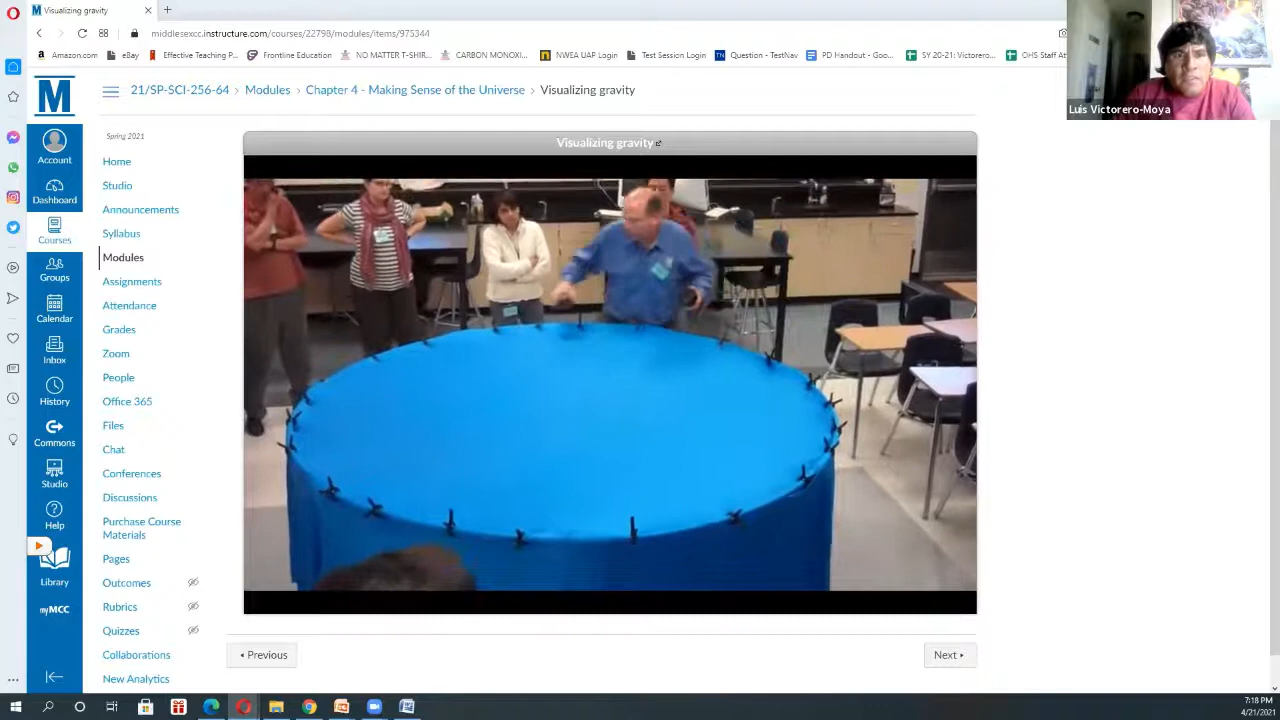 Visualizing gravity
middlesexcc.instructure.com/courses/22798/modules/items/975344
Amazon.com eBay Effective Teaching P... Frontline Education NO MATTER T-SHIR... CARBON MONOXI... NWEA UAP Login Test Session Login Question - TestNav PD Handout - Goo... SY 20-21: Victorero... OHS Staff At
Luis Victorero-Moya
M
21/SP-SCI-256-64 › Modules › Chapter 4 - Making Sense of the Universe › Visualizing gravity
Account
Dashboard
Courses
Groups
Calendar
Inbox
History
Commons
Studio
Help
Library
myMCC
Spring 2021
Home
Studio
Announcements
Syllabus
Modules
Assignments
Attendance
Grades
Zoom
People
Office 365
Files
Chat
Conferences
Discussions
Purchase Course
Materials
Pages
Outcomes
Rubrics
Quizzes
Collaborations
New Analytics
Visualizing gravity
◂ Previous
Next ▸
7:18 PM
4/21/2021